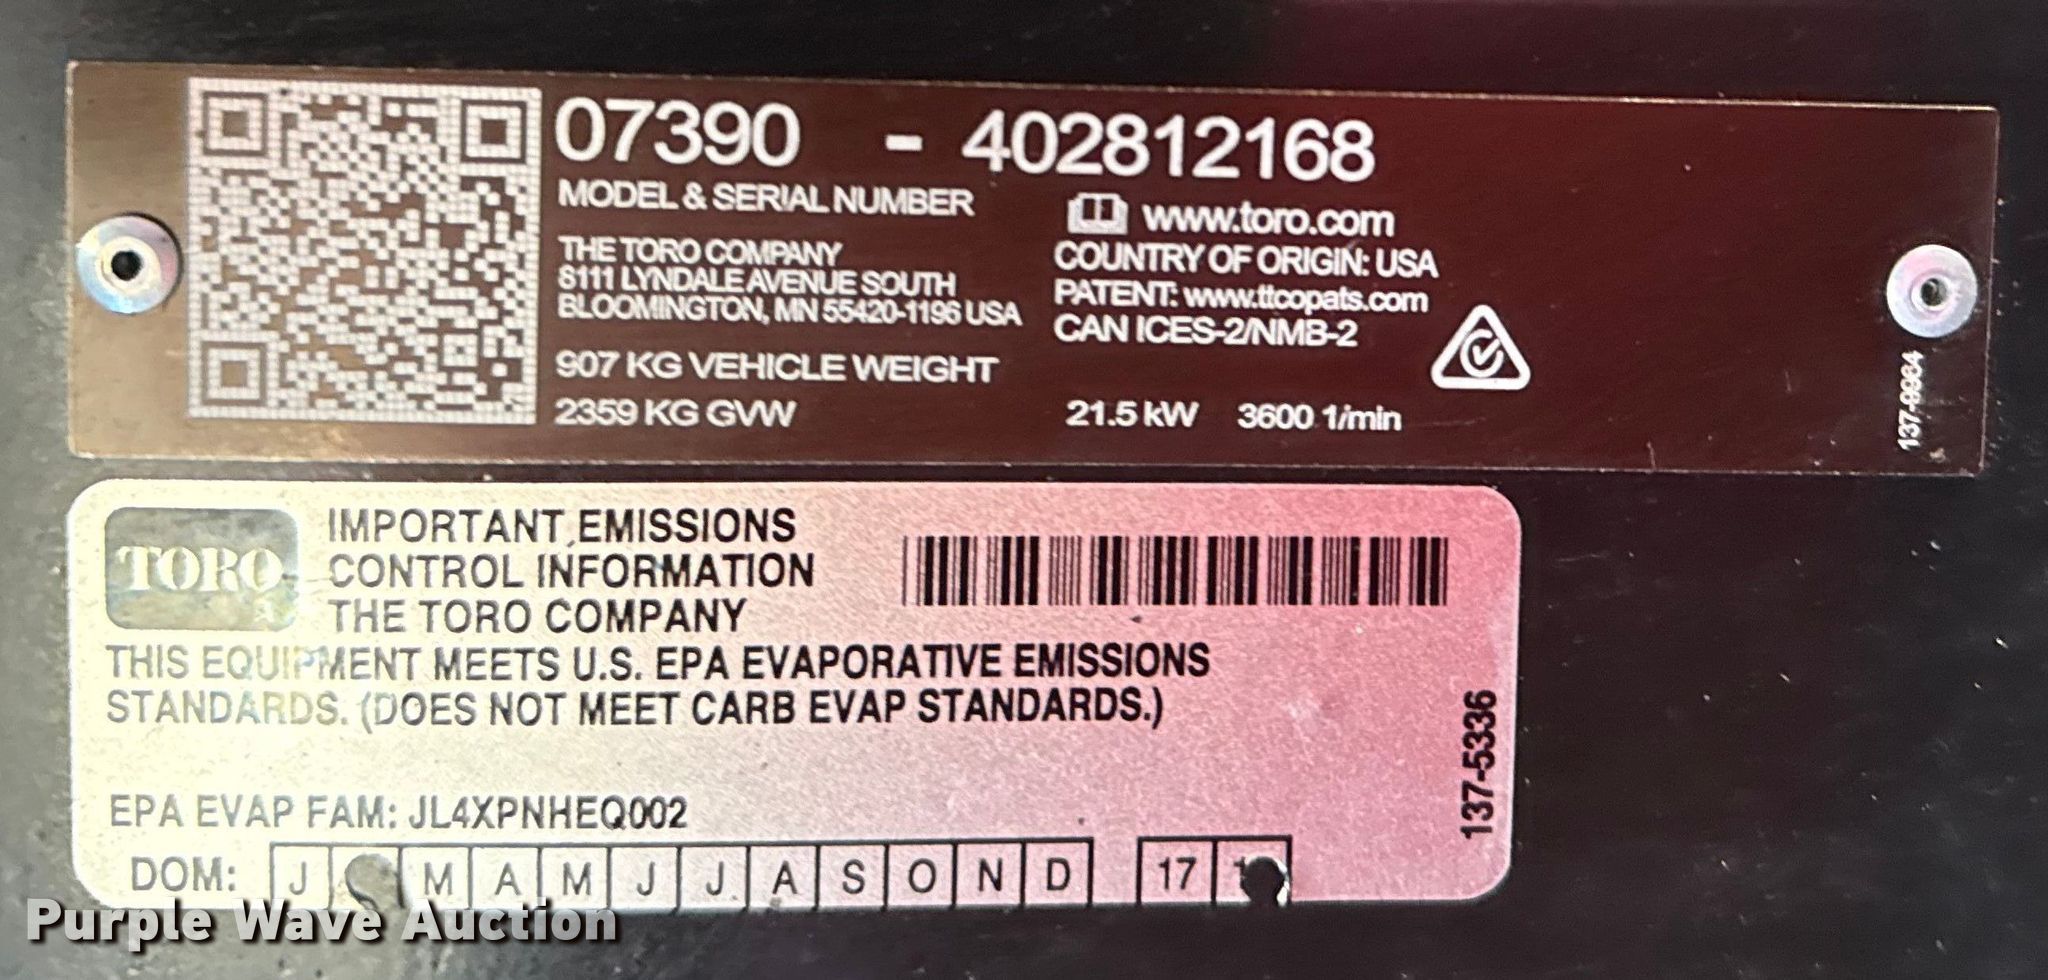 07390 - 402812168
MODEL & SERIAL NUMBER
www.toro.com
THE TORO COMPANY
8111 LYNDALE AVENUE SOUTH
BLOOMINGTON, MN 55420-1196 USA
COUNTRY OF ORIGIN: USA
PATENT: www.ttcopats.com
CAN ICES-2/NMB-2
907 KG VEHICLE WEIGHT
2359 KG GVW
21.5 kW 3600 1/min
137-9964
TORO
IMPORTANT EMISSIONS
CONTROL INFORMATION
THE TORO COMPANY
THIS EQUIPMENT MEETS U.S. EPA EVAPORATIVE EMISSIONS
STANDARDS. (DOES NOT MEET CARB EVAP STANDARDS.)
EPA EVAP FAM: JL4XPNHEQ002
DOM: J M A M J J A S O N D 17
137-5336
Purple Wave Auction